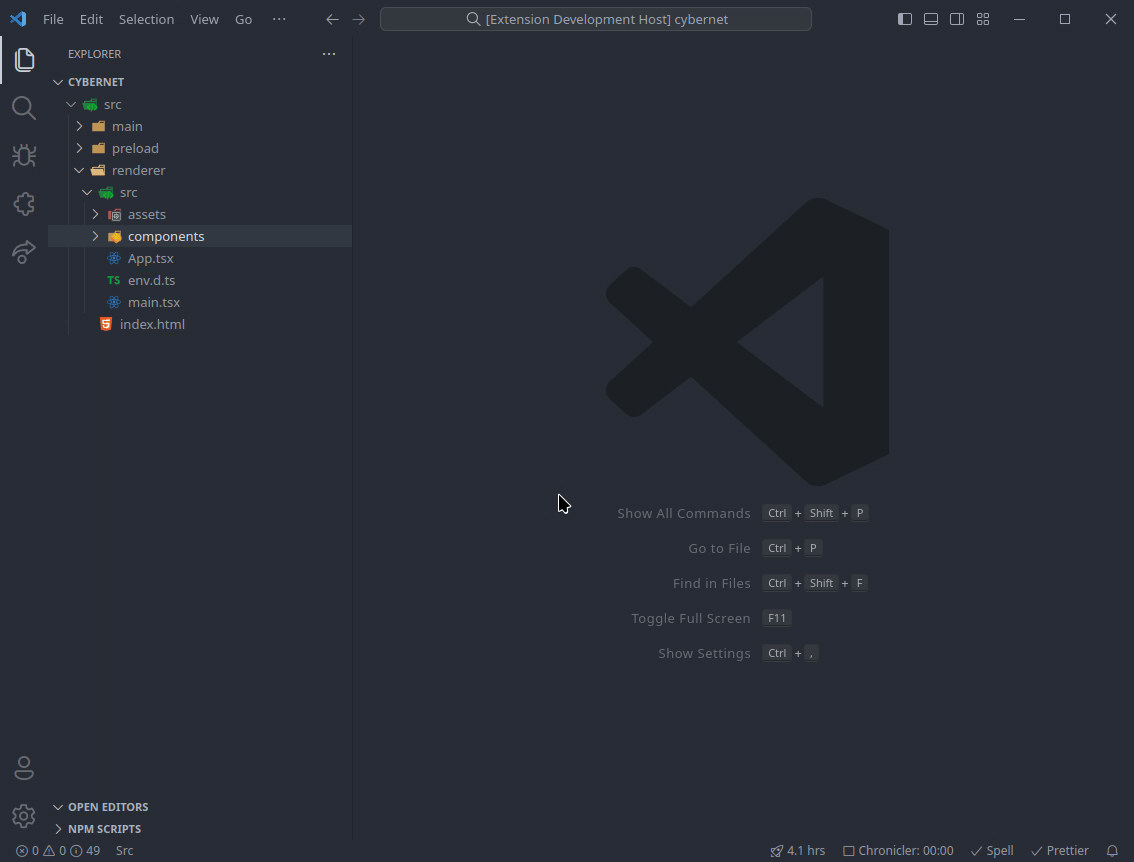 File Edit Selection View Go ··· [Extension Development Host] cybernet
EXPLORER ···
CYBERNET
src
main
preload
renderer
src
assets
components
App.tsx
TS env.d.ts
main.tsx
index.html
Show All Commands Ctrl + Shift + P
Go to File Ctrl + P
Find in Files Ctrl + Shift + F
Toggle Full Screen F11
Show Settings Ctrl + ,
OPEN EDITORS
NPM SCRIPTS
0 0 49 Src 4.1 hrs Chronicler: 00:00 Spell Prettier